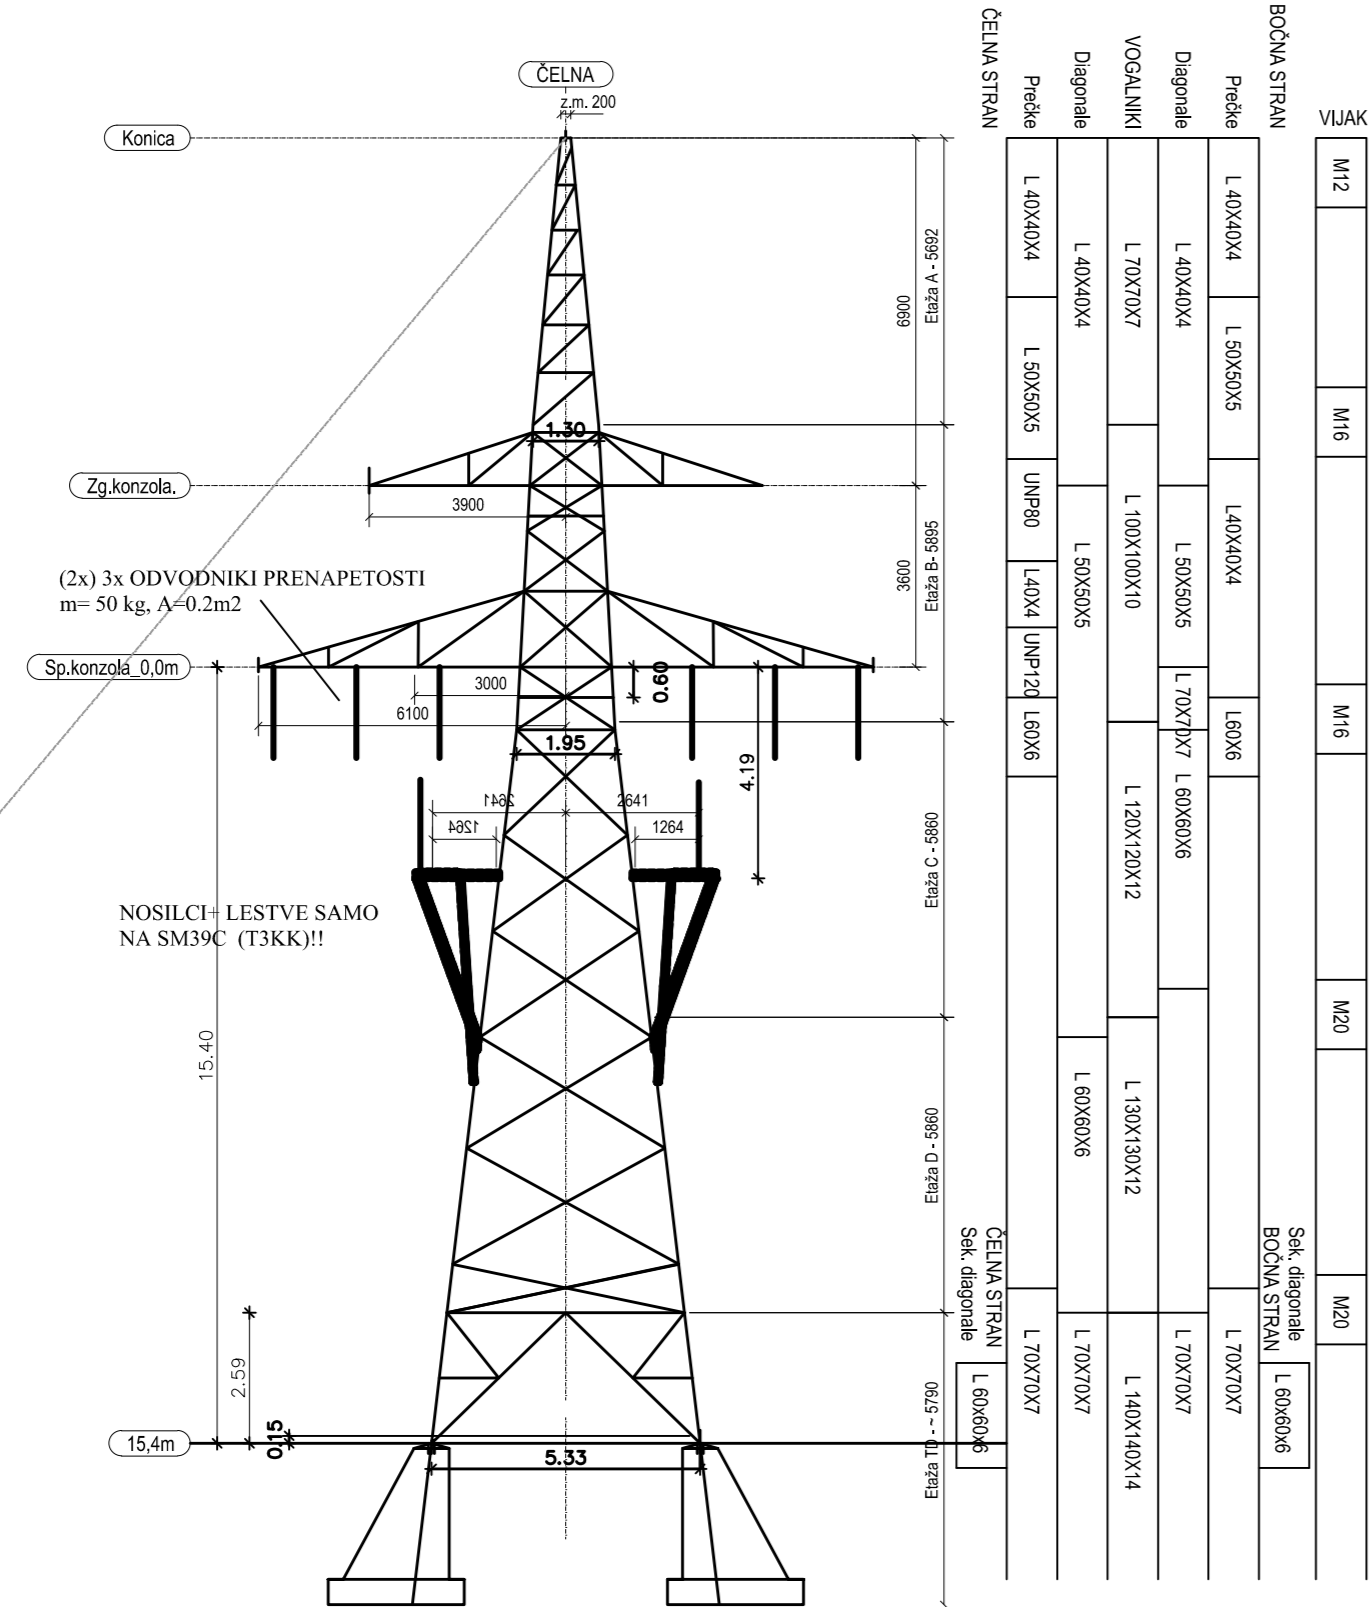 ČELNA
z.m. 200
Konica
6900
Etaža A - 5692
1.30
Zg.konzola.
3900
3600
Etaža B- 5895
(2x) 3x ODVODNIKI PRENAPETOSTI
m= 50 kg, A=0.2m2
Sp.konzola_0,0m
3000
0.60
6100
1.95
4.19
2641
2641
1264
1264
Etaža C - 5860
NOSILCI+ LESTVE SAMO
NA SM39C (T3KK)!!
15.40
Etaža D - 5860
2.59
Etaža TD - ~ 5790
15,4m
0.15
5.33
ČELNA STRAN
Prečke
L 40X40X4
L 50X50X5
UNP80
L40X4
UNP120
L60X6
L 70X70X7
Diagonale
L 40X40X4
L 50X50X5
L 60X60X6
L 70X70X7
VOGALNIKI
L 70X70X7
L 100X100X10
L 120X120X12
L 130X130X12
L 140X140X14
Diagonale
L 40X40X4
L 50X50X5
L 70X70X7
L 60X60X6
L 70X70X7
Prečke
L 40X40X4
L 50X50X5
L40X40X4
L60X6
L 70X70X7
BOČNA STRAN
VIJAK
M12
M16
M16
M20
M20
ČELNA STRAN
Sek. diagonale
L 60x60x6
Sek. diagonale
BOČNA STRAN
L 60x60x6